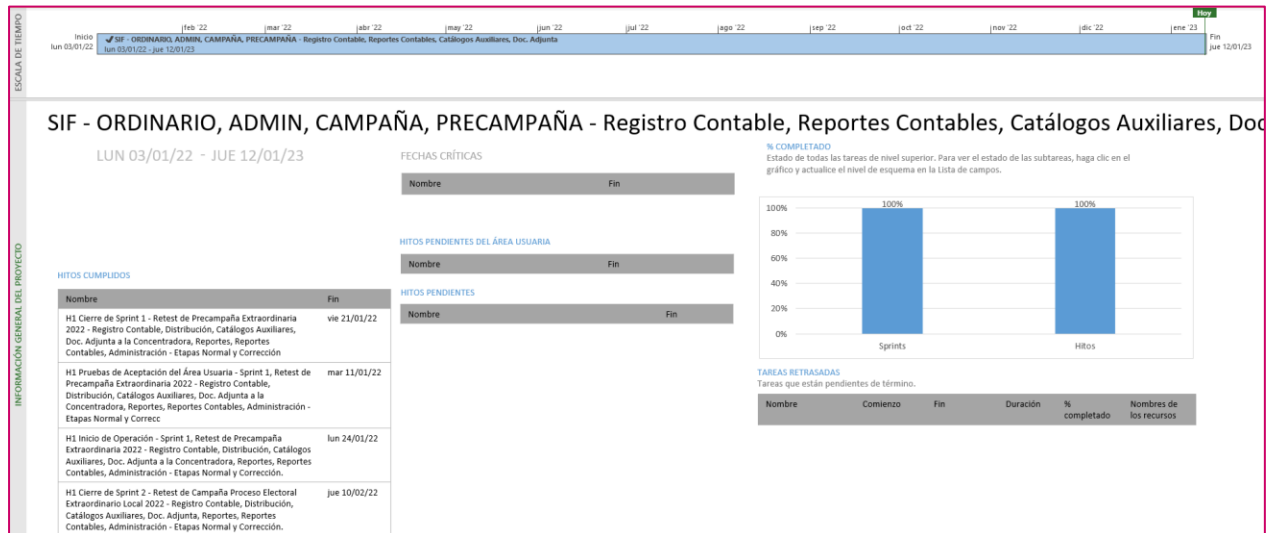 ESCALA DE TIEMPO
Hoy
feb '22 mar '22 abr '22 may '22 jun '22 jul '22 ago '22 sep '22 oct '22 nov '22 dic '22 ene '23
Inicio
lun 03/01/22
SIF - ORDINARIO, ADMIN, CAMPAÑA, PRECAMPAÑA - Registro Contable, Reportes Contables, Catálogos Auxiliares, Doc. Adjunta
lun 03/01/22 - jue 12/01/23
Fin
jue 12/01/23
INFORMACIÓN GENERAL DEL PROYECTO
SIF - ORDINARIO, ADMIN, CAMPAÑA, PRECAMPAÑA - Registro Contable, Reportes Contables, Catálogos Auxiliares, Doc
LUN 03/01/22 - JUE 12/01/23
HITOS CUMPLIDOS
Nombre Fin
H1 Cierre de Sprint 1 - Retest de Precampaña Extraordinaria vie 21/01/22
2022 - Registro Contable, Distribución, Catálogos Auxiliares,
Doc. Adjunta a la Concentradora, Reportes, Reportes
Contables, Administración - Etapas Normal y Corrección
H1 Pruebas de Aceptación del Área Usuaria - Sprint 1, Retest de mar 11/01/22
Precampaña Extraordinaria 2022 - Registro Contable,
Distribución, Catálogos Auxiliares, Doc. Adjunta a la
Concentradora, Reportes, Reportes Contables, Administración -
Etapas Normal y Correcc
H1 Inicio de Operación - Sprint 1, Retest de Precampaña lun 24/01/22
Extraordinaria 2022 - Registro Contable, Distribución, Catálogos
Auxiliares, Doc. Adjunta a la Concentradora, Reportes, Reportes
Contables, Administración - Etapas Normal y Corrección.
H1 Cierre de Sprint 2 - Retest de Campaña Proceso Electoral jue 10/02/22
Extraordinario Local 2022 - Registro Contable, Distribución,
Catálogos Auxiliares, Doc. Adjunta, Reportes, Reportes
Contables, Administración - Etapas Normal y Corrección.
FECHAS CRÍTICAS
Nombre Fin
HITOS PENDIENTES DEL ÁREA USUARIA
Nombre Fin
HITOS PENDIENTES
Nombre Fin
% COMPLETADO
Estado de todas las tareas de nivel superior. Para ver el estado de las subtareas, haga clic en el
gráfico y actualice el nivel de esquema en la Lista de campos.
100% 100%
100%
80%
60%
40%
20%
0%
Sprints Hitos
TAREAS RETRASADAS
Tareas que están pendientes de término.
Nombre Comienzo Fin Duración % Nombres de
completado los recursos